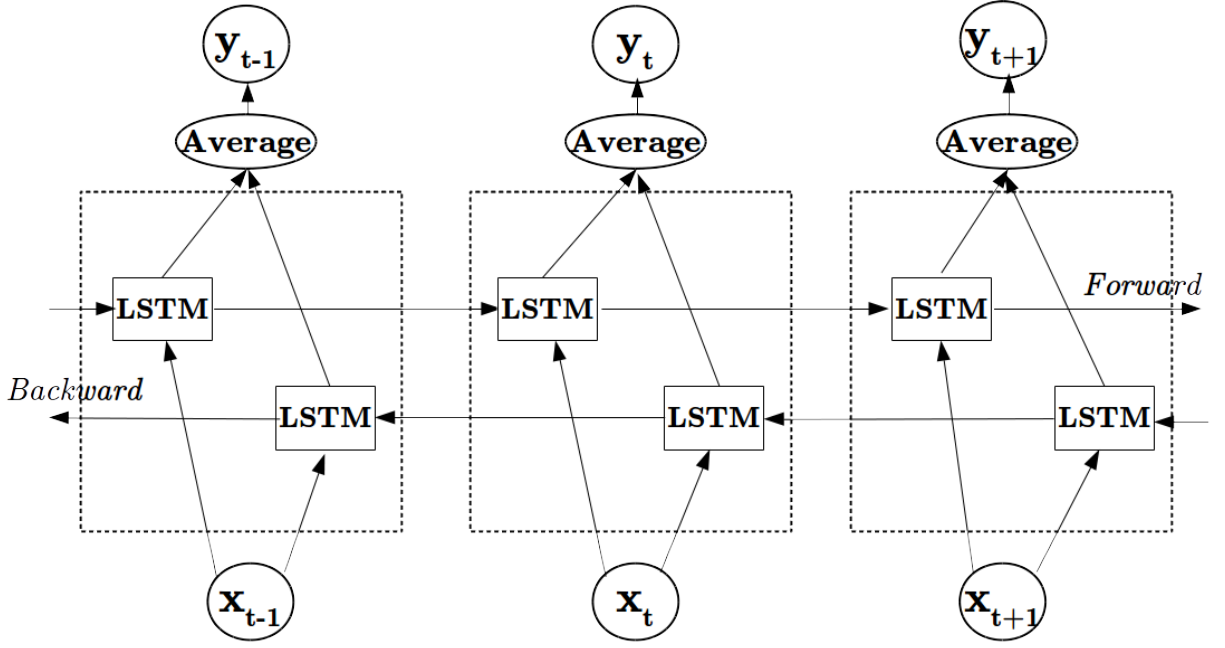 y_{t-1} y_t y_{t+1}
Average Average Average
Forward
LSTM LSTM LSTM
Backward
LSTM LSTM LSTM
x_{t-1} x_t x_{t+1}